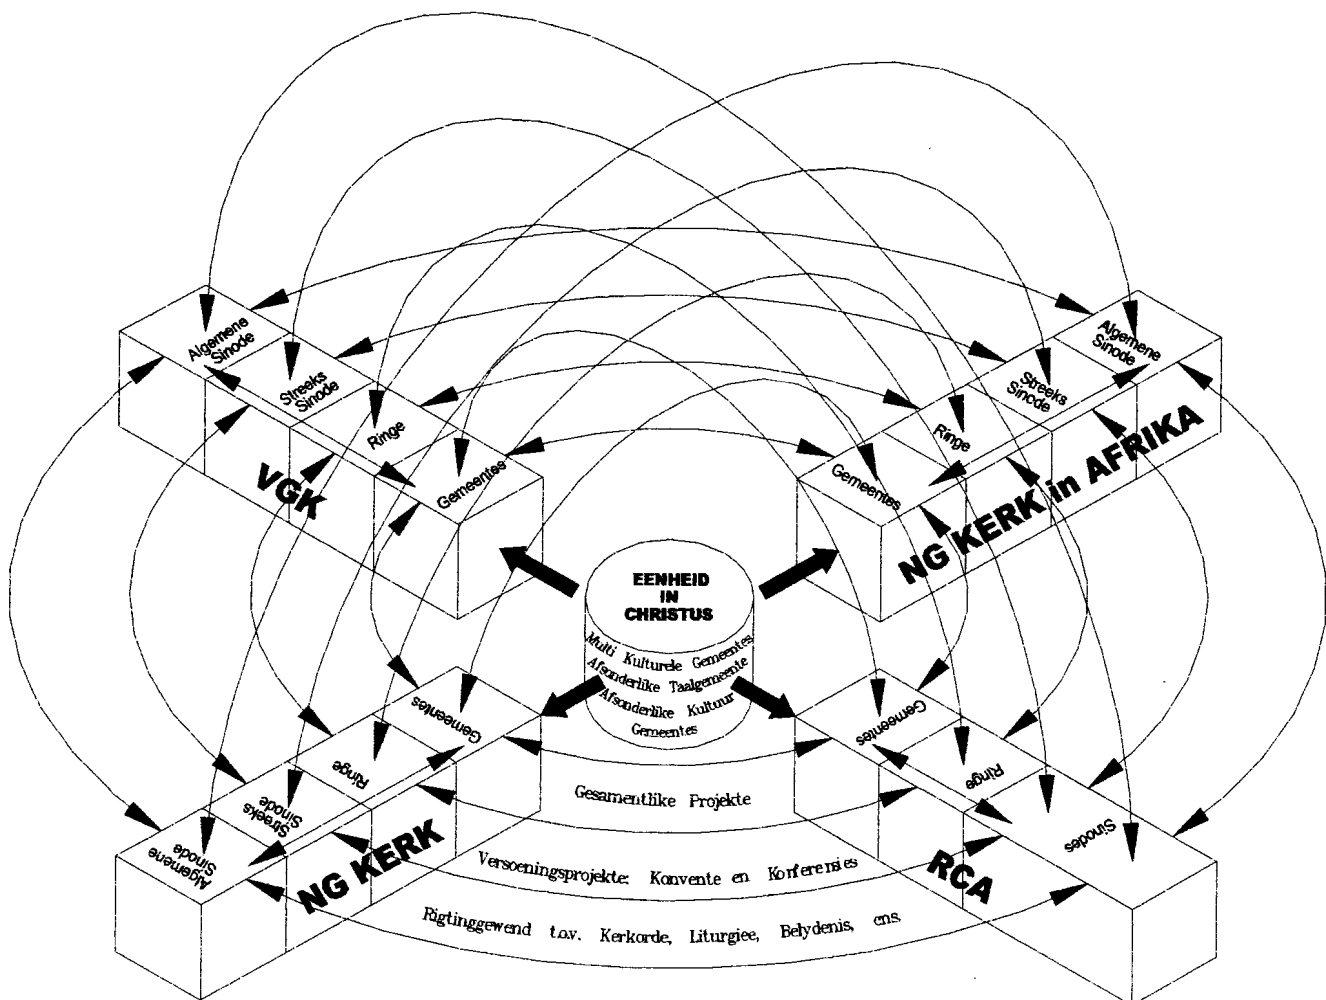 Algemene
Sinode
Streeks
Sinode
Ringe
Gemeentes
VGK
Algemene
Sinode
Streeks
Sinode
Ringe
Gemeentes
NG KERK in AFRIKA
EENHEID
IN
CHRISTUS
Multi Kulturele Gemeentes
Afsonderlike Taalgemeente
Afsonderlike Kultuur
Gemeentes
Gemeentes
Ringe
Streeks
Sinode
Algemene
Sinode
NG KERK
Gemeentes
Ringe
Sinodes
RCA
Gesamentlike Projekte
Versoeningsprojekte: Konvente en Konferensies
Rigtinggewend t.o.v. Kerkorde, Liturgiee, Belydenis, ens.